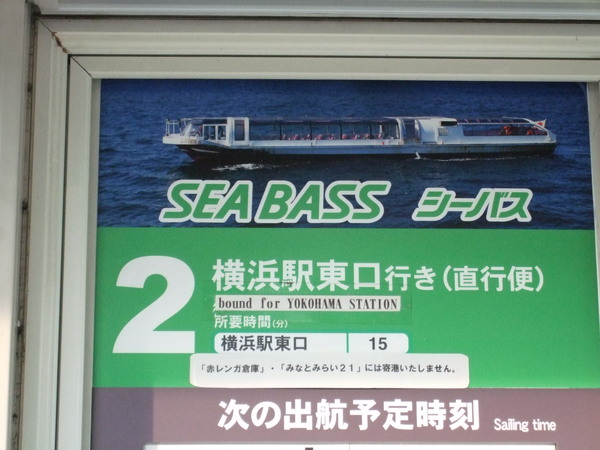 SEA BASS シーバス
2
横浜駅東口行き(直行便)
bound for YOKOHAMA STATION
所要時間(分)
横浜駅東口 15
「赤レンガ倉庫」・「みなとみらい21」には寄港いたしません。
次の出航予定時刻 Sailing time